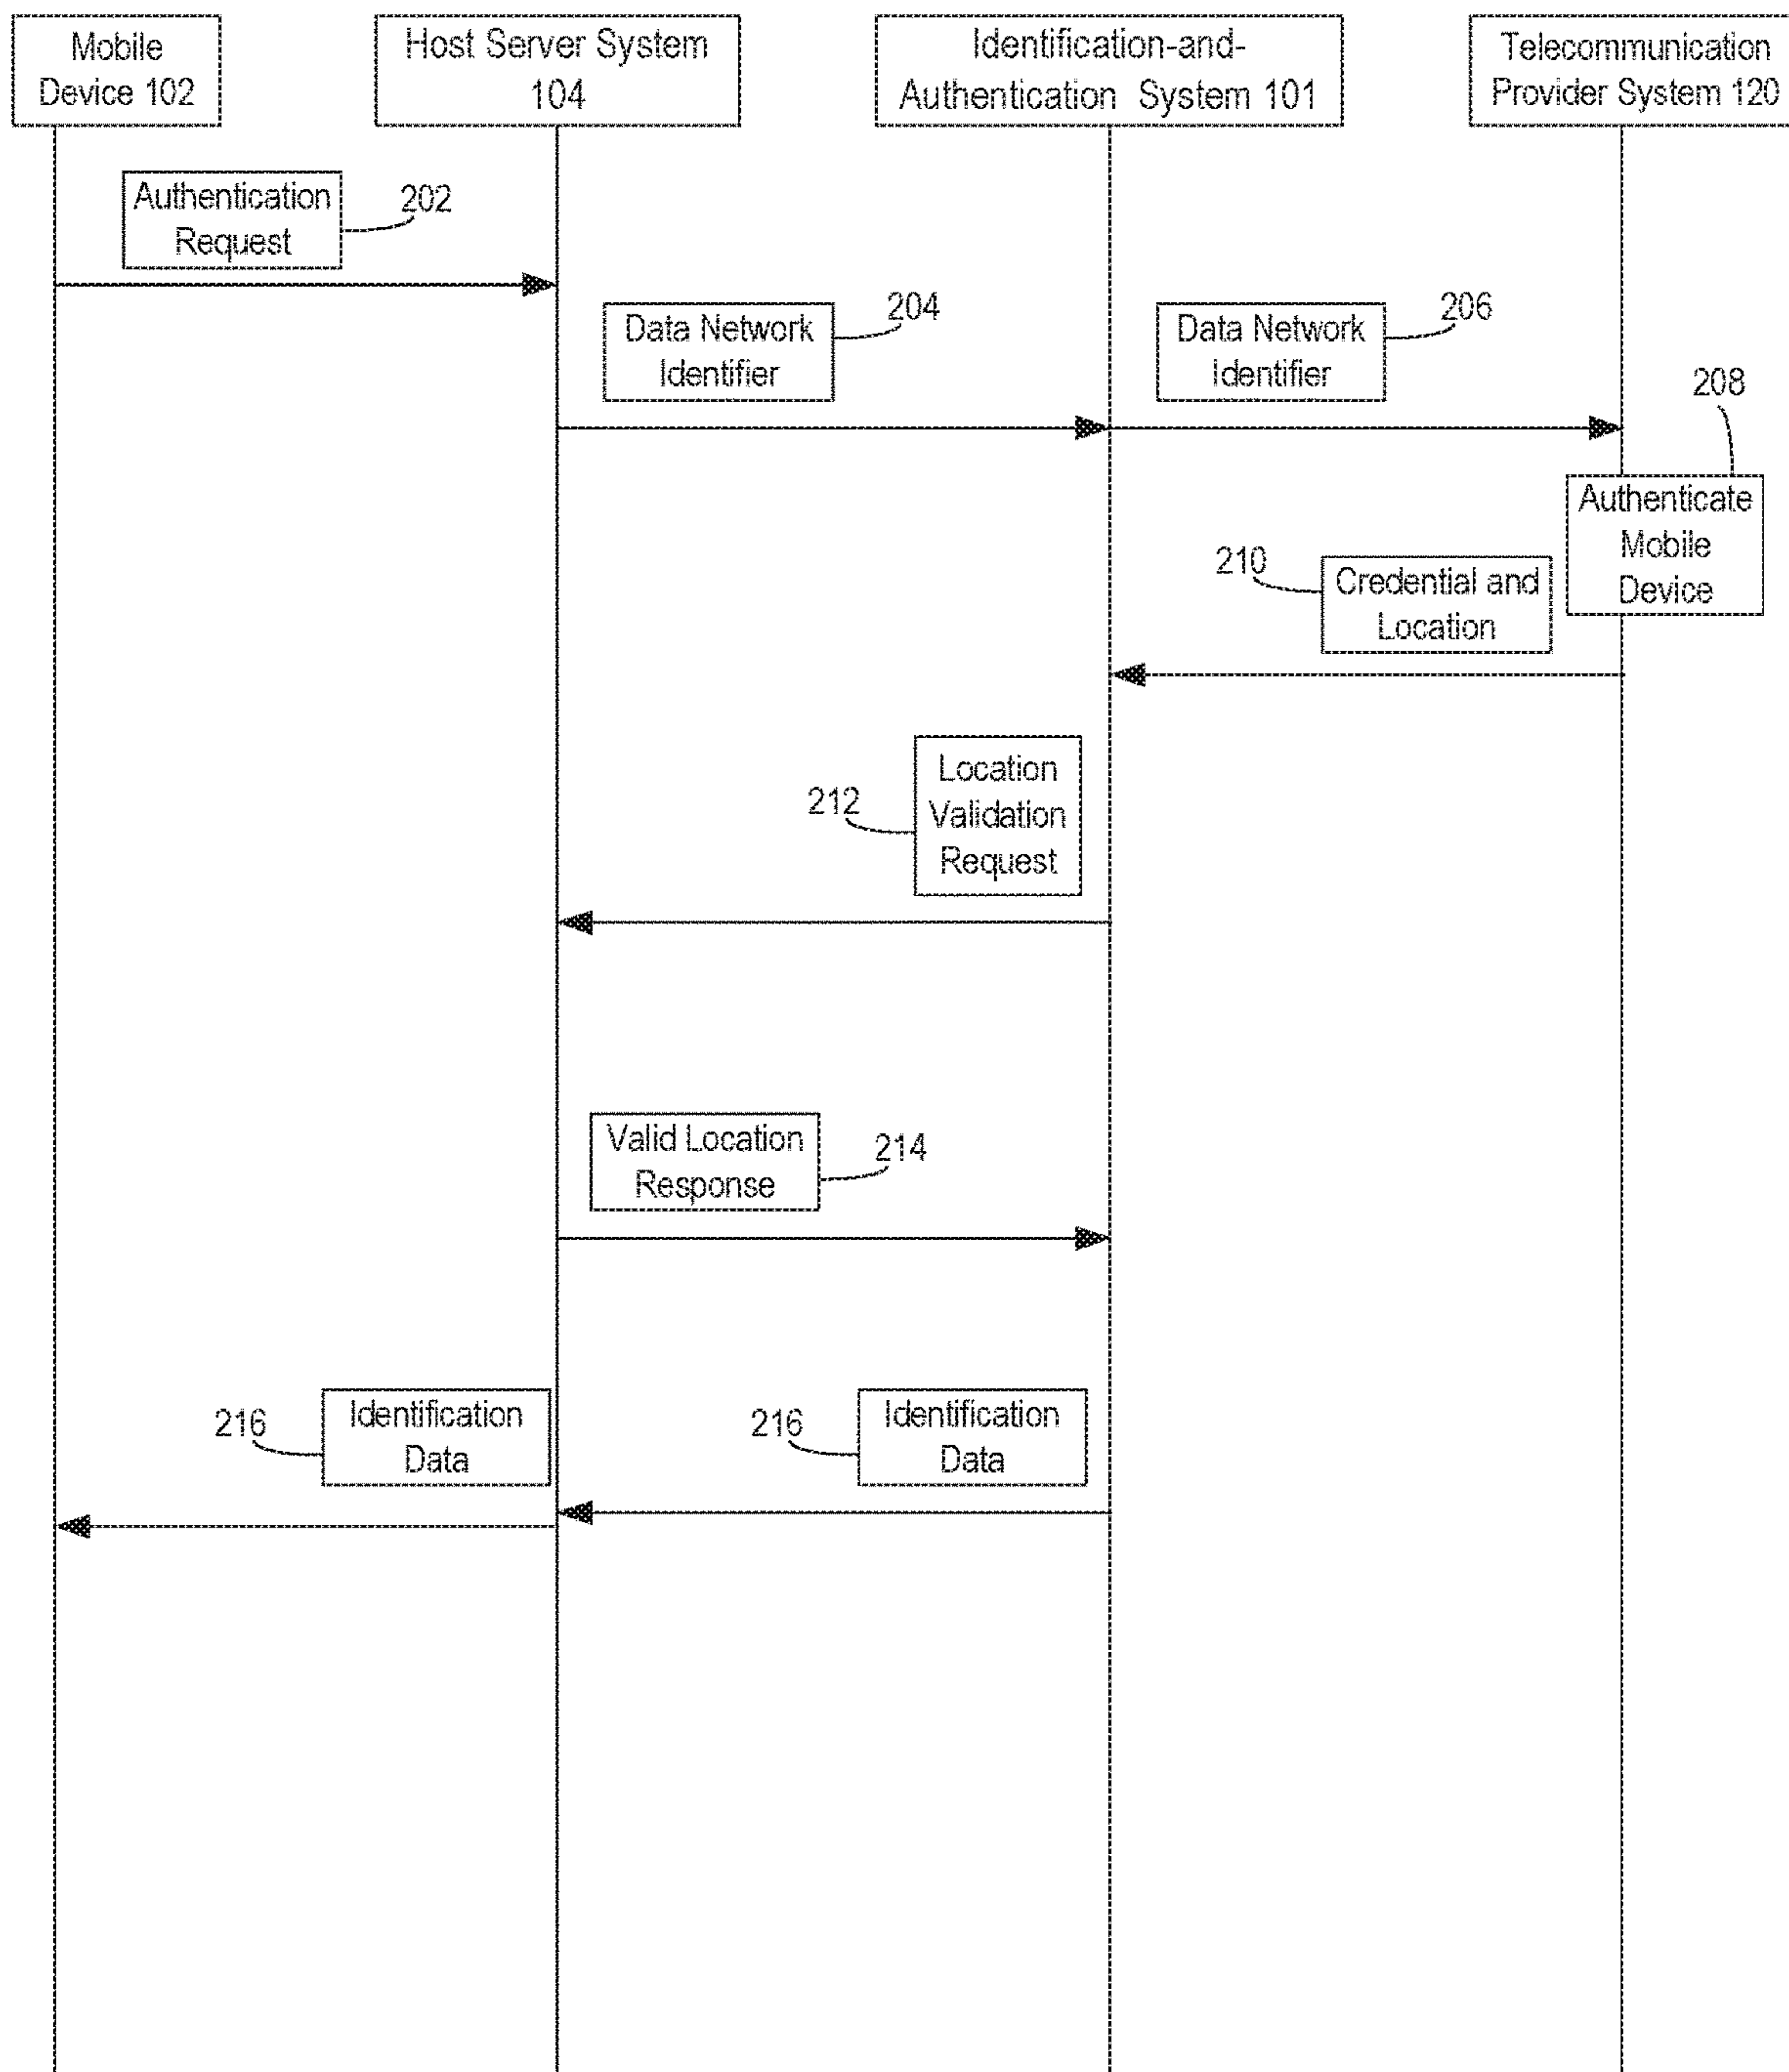 Mobile
Device 102
Host Server System
104
Identification-and-
Authentication System 101
Telecommunication
Provider System 120
Authentication
Request
202
Data Network
Identifier
204
Data Network
Identifier
206
208
Authenticate
Mobile
Device
210
Credential and
Location
212
Location
Validation
Request
Valid Location
Response
214
216
Identification
Data
216
Identification
Data